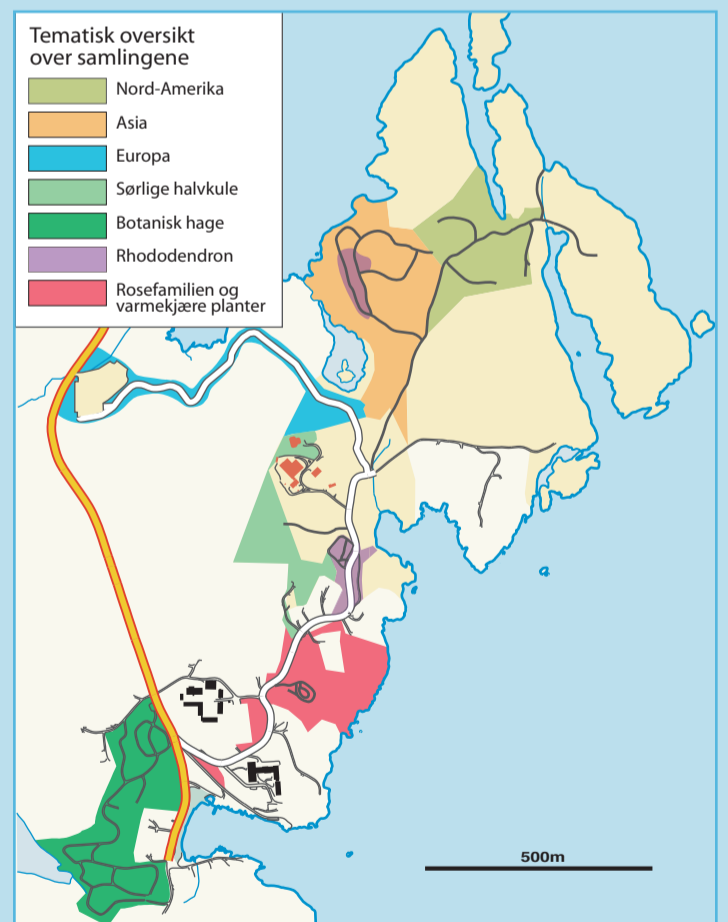 Tematisk oversikt
over samlingene
Nord-Amerika
Asia
Europa
Sørlige halvkule
Botanisk hage
Rhododendron
Rosefamilien og
varmekjære planter
500m